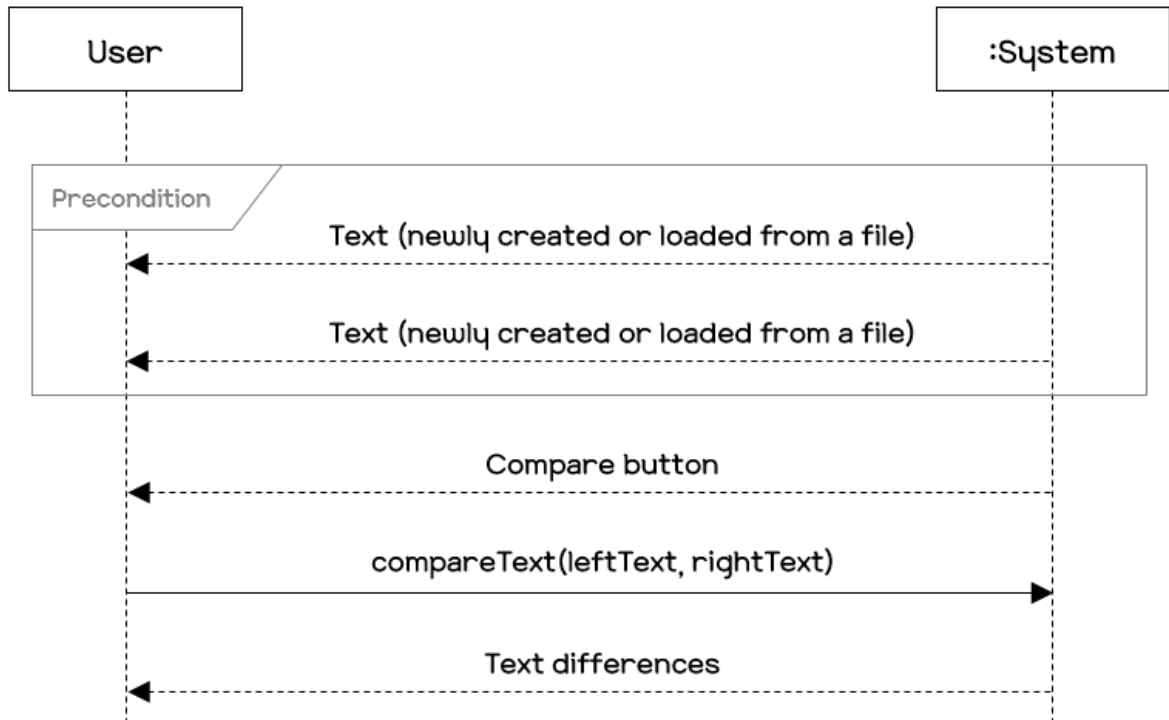 User
:System
Precondition
Text (newly created or loaded from a file)
Text (newly created or loaded from a file)
Compare button
compareText(leftText, rightText)
Text differences